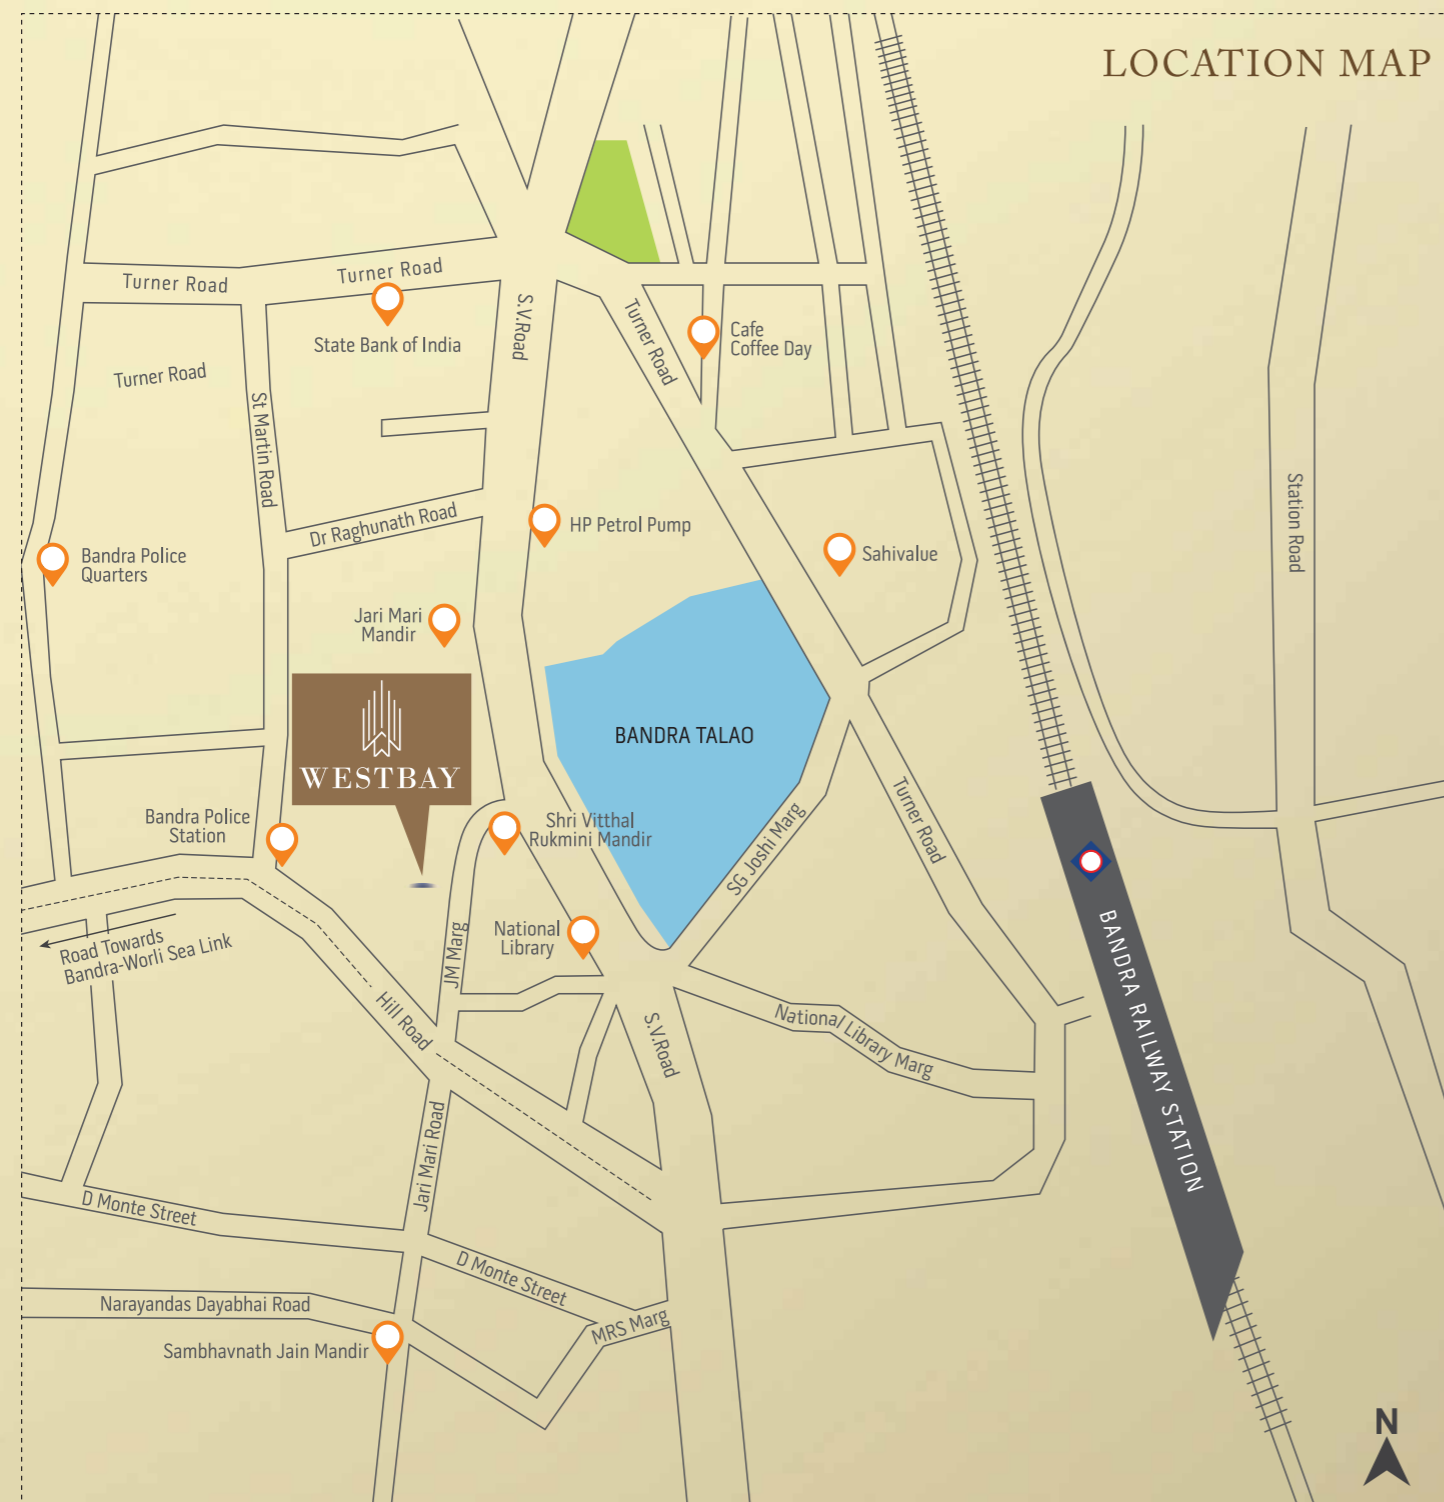 LOCATION MAP
Turner Road
Turner Road
State Bank of India
S.V.Road
Turner Road
Cafe
Coffee Day
Turner Road
St Martin Road
Dr Raghunath Road
HP Petrol Pump
Sahivalue
Station Road
Bandra Police
Quarters
Jari Mari
Mandir
WESTBAY
BANDRA TALAO
Bandra Police
Station
Shri Vitthal
Rukmini Mandir
SG Joshi Marg
Turner Road
National
Library
JM Marg
Road Towards
Bandra-Worli Sea Link
Hill Road
S.V.Road
National Library Marg
BANDRA RAILWAY STATION
Jari Mari Road
D Monte Street
D Monte Street
Narayandas Dayabhai Road
MRS Marg
Sambhavnath Jain Mandir
N